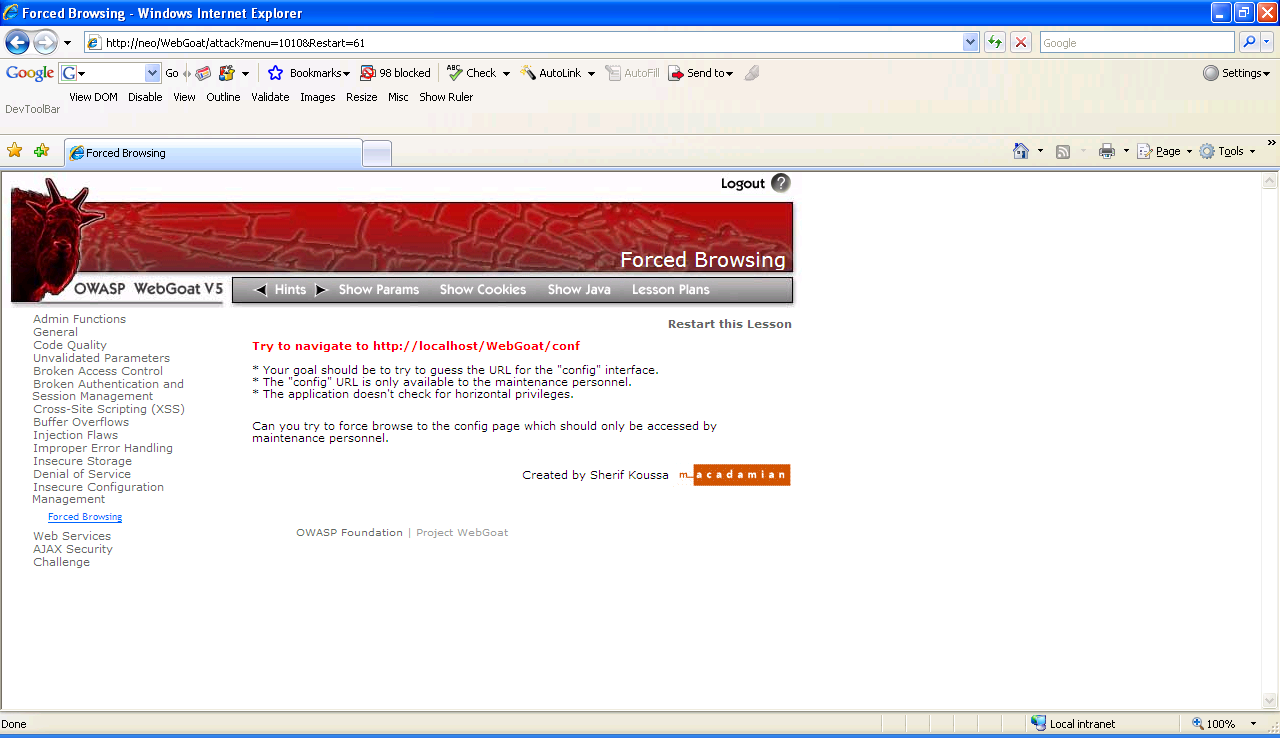 Forced Browsing - Windows Internet Explorer
http://neo/WebGoat/attack?menu=1010&Restart=61
Google
Google G Go Bookmarks 98 blocked ABC Check AutoLink AutoFill Send to Settings
View DOM Disable View Outline Validate Images Resize Misc Show Ruler
DevToolBar
Forced Browsing
Page Tools »
Logout ?
Forced Browsing
OWASP WebGoat V5
Hints Show Params Show Cookies Show Java Lesson Plans
Restart this Lesson
Admin Functions
General
Code Quality
Unvalidated Parameters
Broken Access Control
Broken Authentication and
Session Management
Cross-Site Scripting (XSS)
Buffer Overflows
Injection Flaws
Improper Error Handling
Insecure Storage
Denial of Service
Insecure Configuration
Management
Forced Browsing
Web Services
AJAX Security
Challenge
Try to navigate to http://localhost/WebGoat/conf
* Your goal should be to try to guess the URL for the "config" interface.
* The "config" URL is only available to the maintenance personnel.
* The application doesn't check for horizontal privileges.
Can you try to force browse to the config page which should only be accessed by
maintenance personnel.
Created by Sherif Koussa m_acadamian
OWASP Foundation | Project WebGoat
Done
Local intranet
100%